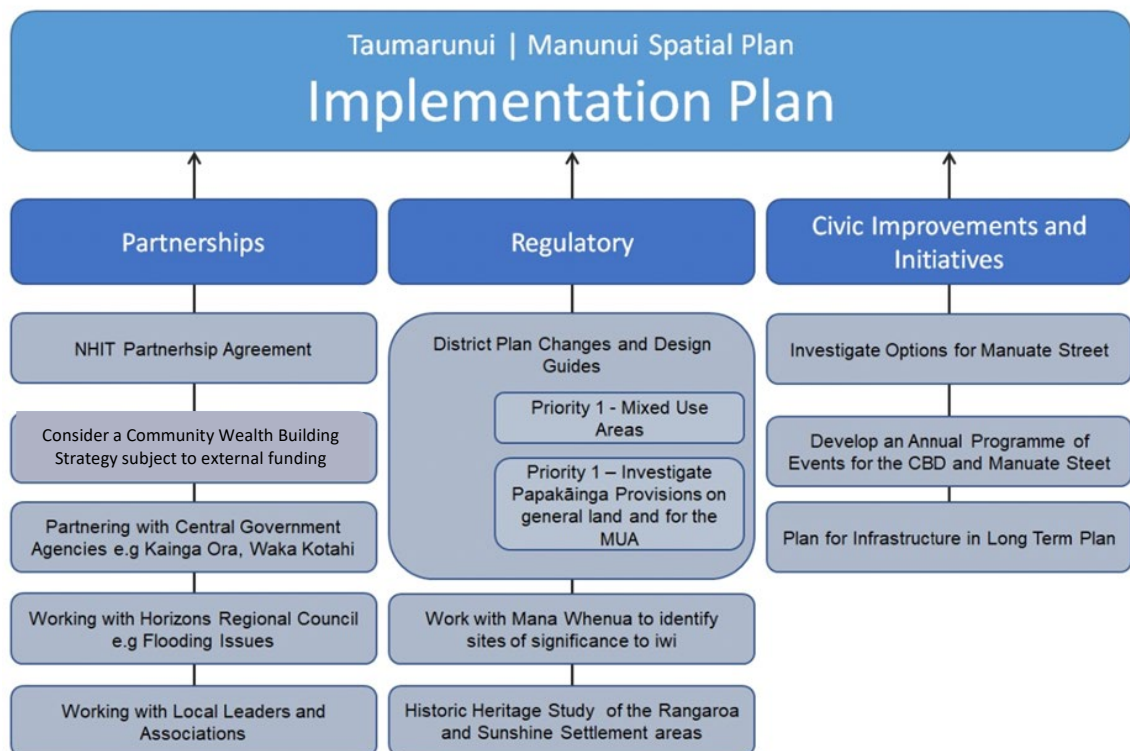 Taumarunui | Manunui Spatial Plan
Implementation Plan
Partnerships
NHIT Partnerhsip Agreement
Consider a Community Wealth Building
Strategy subject to external funding
Partnering with Central Government
Agencies e.g Kainga Ora, Waka Kotahi
Working with Horizons Regional Council
e.g Flooding Issues
Working with Local Leaders and
Associations
Regulatory
District Plan Changes and Design
Guides
Priority 1 - Mixed Use
Areas
Priority 1 – Investigate
Papakāinga Provisions on
general land and for the
MUA
Work with Mana Whenua to identify
sites of significance to iwi
Historic Heritage Study of the Rangaroa
and Sunshine Settlement areas
Civic Improvements and
Initiatives
Investigate Options for Manuate Street
Develop an Annual Programme of
Events for the CBD and Manuate Steet
Plan for Infrastructure in Long Term Plan